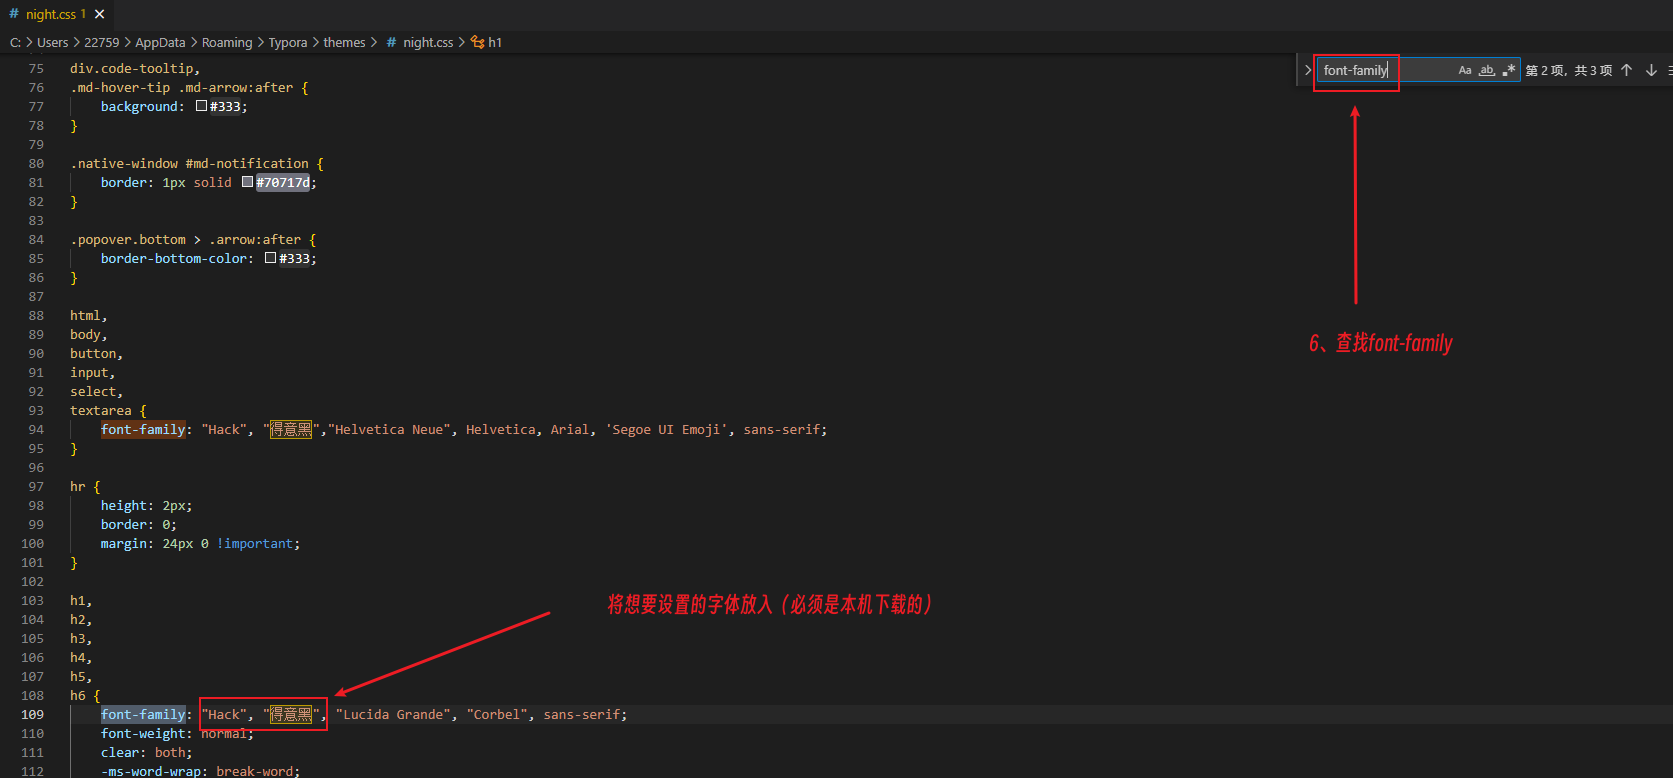 # night.css 1 ×
C: > Users > 22759 > AppData > Roaming > Typora > themes > # night.css > h1
font-family Aa ab .* 第 2 项, 共 3 项
75 div.code-tooltip,
76 .md-hover-tip .md-arrow:after {
77 background: #333;
78 }
79
80 .native-window #md-notification {
81 border: 1px solid #70717d;
82 }
83
84 .popover.bottom > .arrow:after {
85 border-bottom-color: #333;
86 }
87
88 html,
89 body,
90 button,
6、查找font-family
91 input,
92 select,
93 textarea {
94 font-family: "Hack", "得意黑","Helvetica Neue", Helvetica, Arial, 'Segoe UI Emoji', sans-serif;
95 }
96
97 hr {
98 height: 2px;
99 border: 0;
100 margin: 24px 0 !important;
101 }
102
103 h1,
将想要设置的字体放入（必须是本机下载的）
104 h2,
105 h3,
106 h4,
107 h5,
108 h6 {
109 font-family: "Hack", "得意黑", "Lucida Grande", "Corbel", sans-serif;
110 font-weight: normal;
111 clear: both;
112 -ms-word-wrap: break-word;